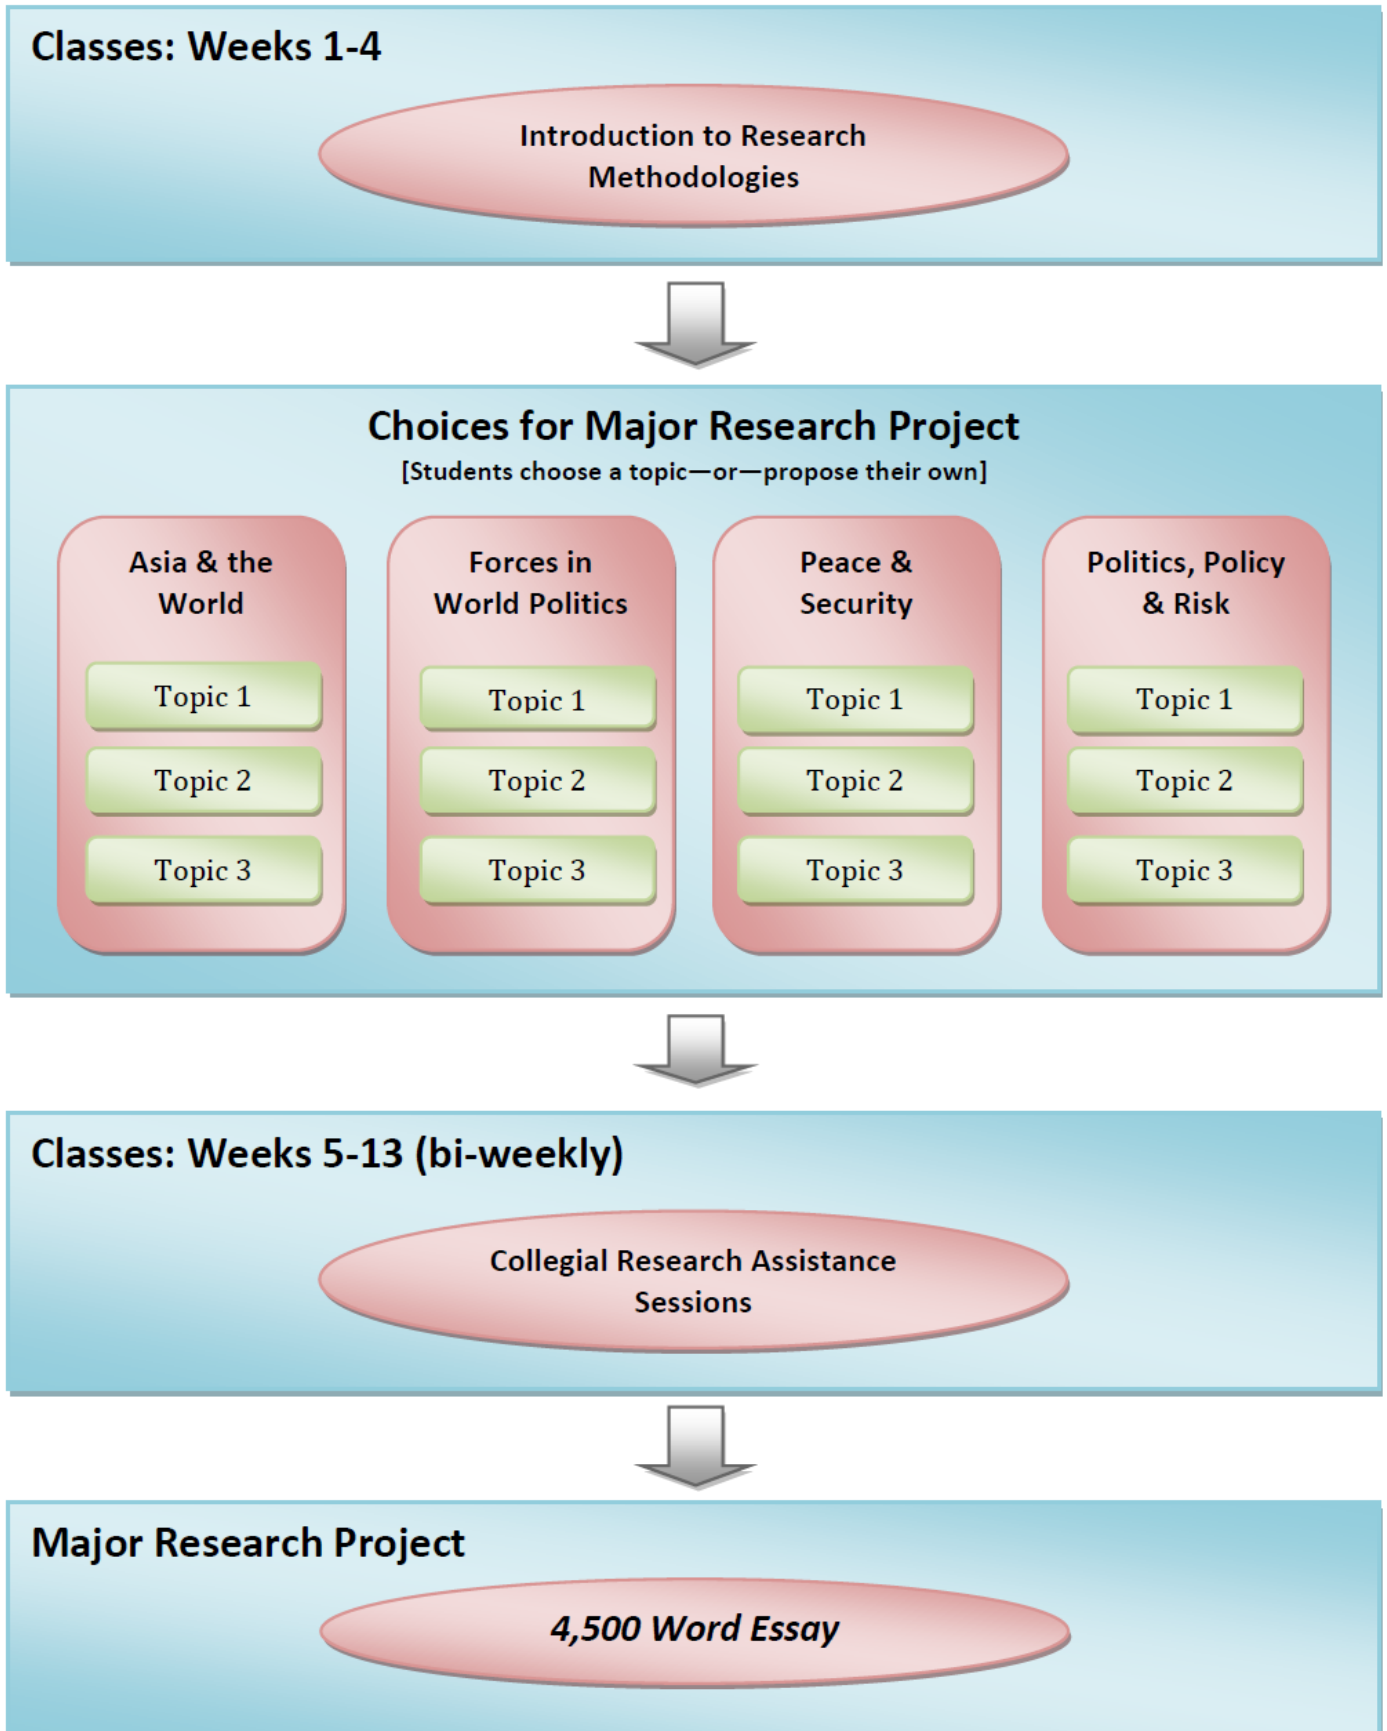 Classes: Weeks 1-4
Introduction to Research
Methodologies
Choices for Major Research Project
[Students choose a topic—or—propose their own]
Asia & the
World
Topic 1
Topic 2
Topic 3
Forces in
World Politics
Topic 1
Topic 2
Topic 3
Peace &
Security
Topic 1
Topic 2
Topic 3
Politics, Policy
& Risk
Topic 1
Topic 2
Topic 3
Classes: Weeks 5-13 (bi-weekly)
Collegial Research Assistance
Sessions
Major Research Project
4,500 Word Essay